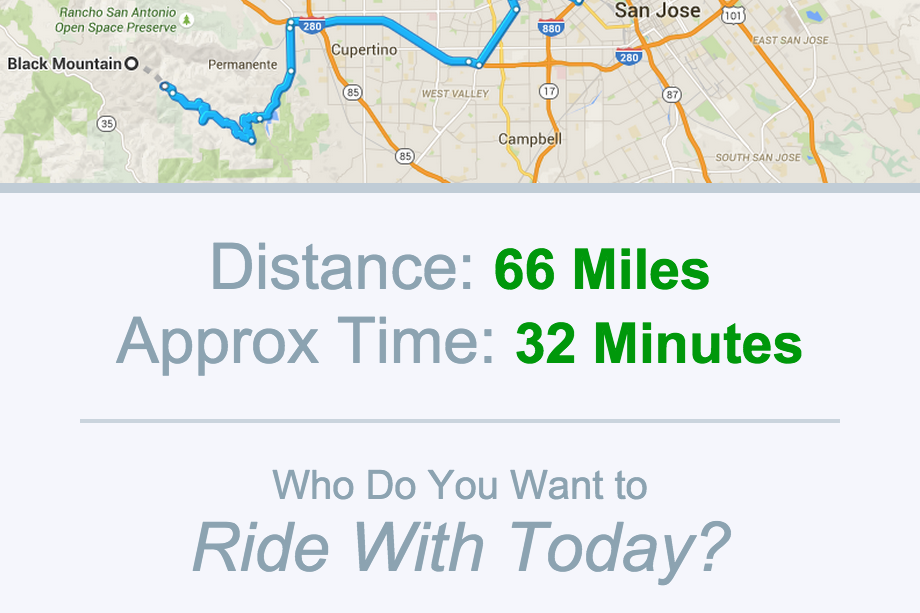 Rancho San Antonio
Open Space Preserve
280
San Jose
101
880
Cupertino
EAST SAN JOSE
Black Mountain
Permanente
280
85
WEST VALLEY
17
87
35
Campbell
85
SOUTH SAN JOSE
Distance: 66 Miles
Approx Time: 32 Minutes
Who Do You Want to
Ride With Today?